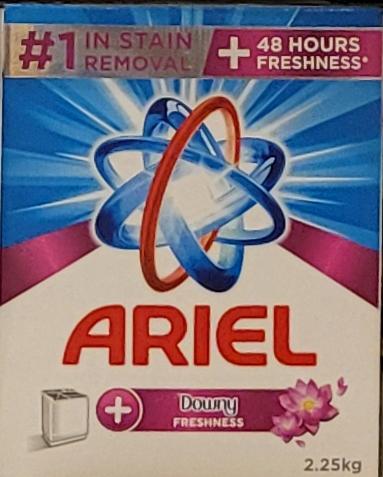 #1 IN STAIN
REMOVAL
+ 48 HOURS
FRESHNESS*
ARIEL
+ Downy
FRESHNESS
2.25kg